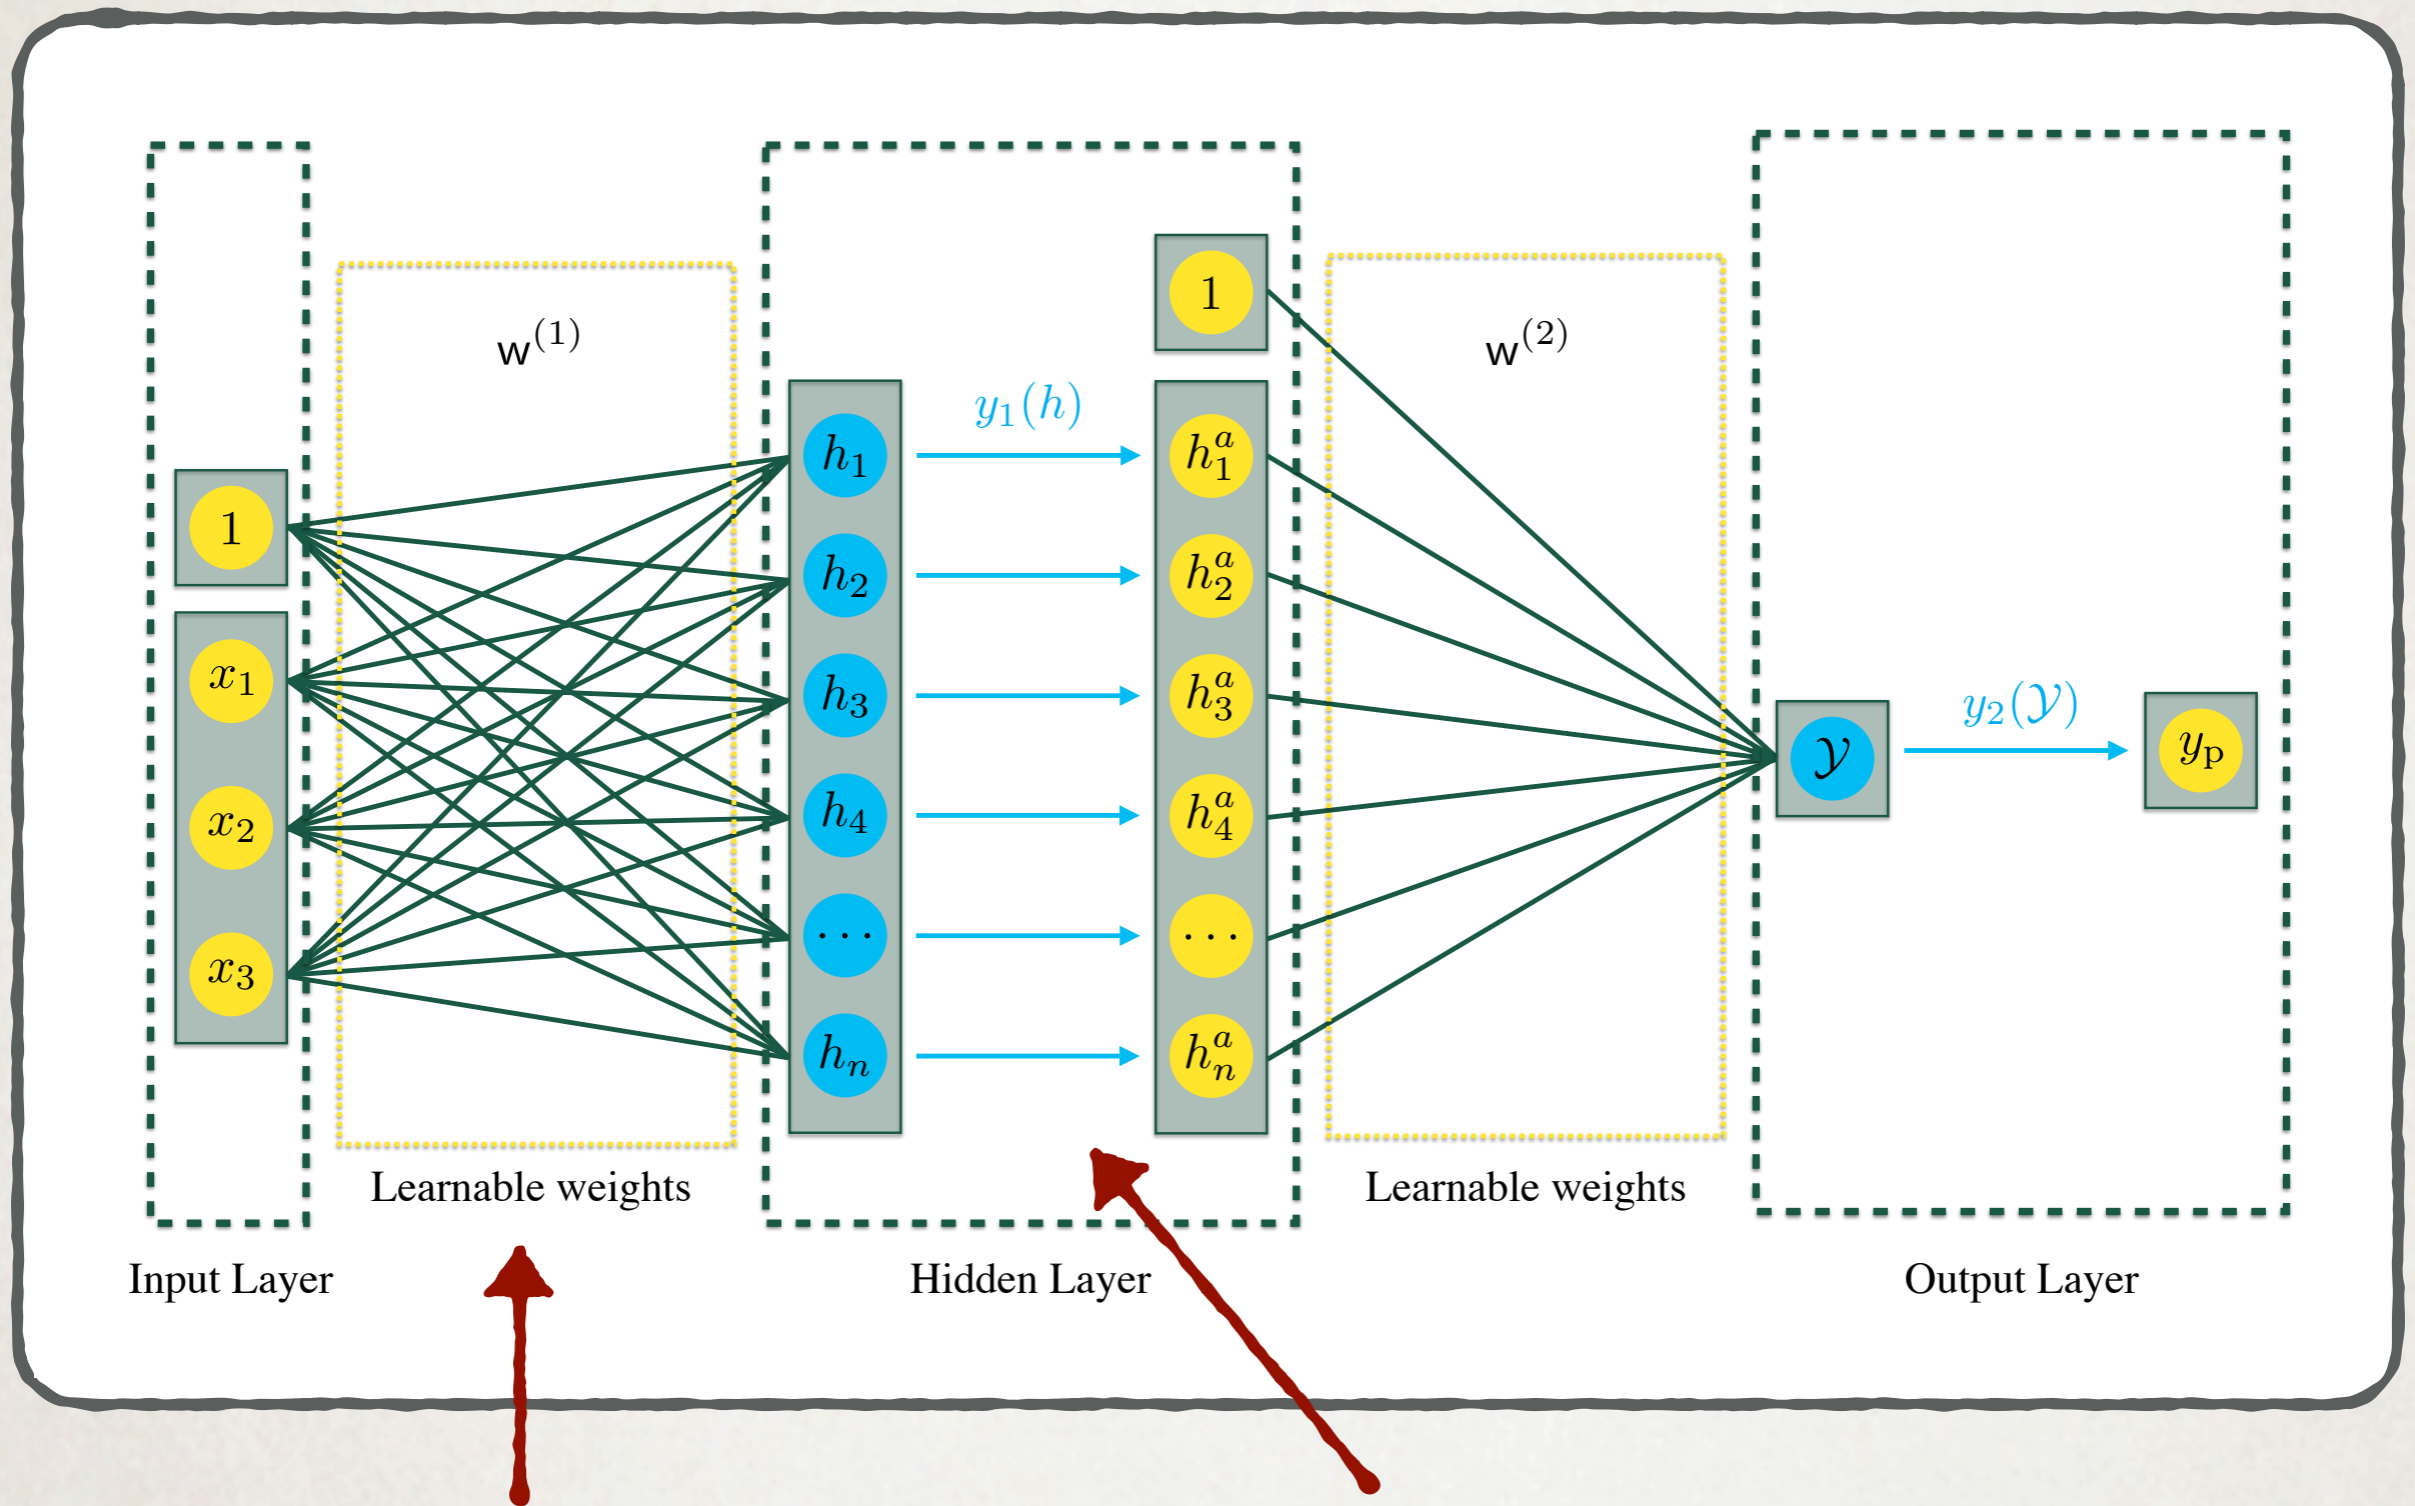 1
x₁
x₂
x₃
Input Layer
w⁽¹⁾
Learnable weights
h₁
h₂
h₃
h₄
...
hₙ
y₁(h)
1
h₁ᵃ
h₂ᵃ
h₃ᵃ
h₄ᵃ
...
hₙᵃ
Hidden Layer
w⁽²⁾
Learnable weights
𝒴
y₂(𝒴)
yₚ
Output Layer